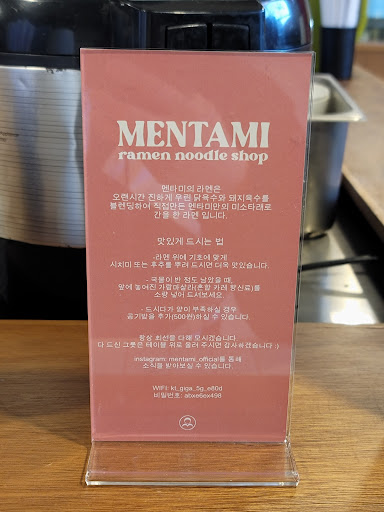 MENTAMI
ramen noodle shop
멘타미의 라멘은
오랜시간 진하게 우린 닭육수와 돼지육수를
블렌딩하여 직접만든 멘타미만의 미소타래로
간을 한 라멘 입니다.
맛있게 드시는 법
-라멘 위에 기호에 맞게
시치미 또는 후추를 뿌려 드시면 더욱 맛있습니다.
- 국물이 반 정도 남았을 때,
앞에 놓여진 가람마살라(혼합 카레 향신료)를
소량 넣어 드셔보세요.
- 드시다가 양이 부족하실 경우
공기밥을 추가(500원)하실 수 있습니다.
항상 최선을 다해 모시겠습니다.
다 드신 그릇은 테이블 위로 올려 주시면 감사하겠습니다 :)
instagram: mentami_official을 통해
소식을 받아보실 수 있습니다.
WIFI: kt_giga_5g_e80d
비밀번호: abxe6ex498